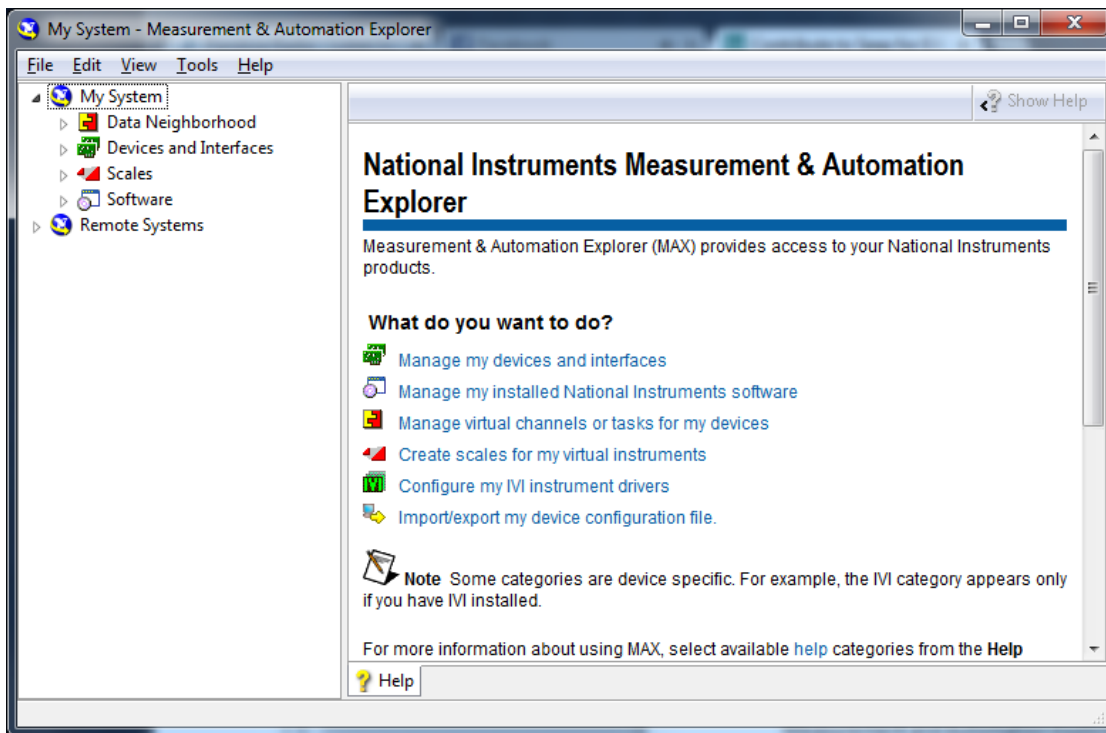 My System - Measurement & Automation Explorer
File Edit View Tools Help
My System
Data Neighborhood
Devices and Interfaces
Scales
Software
Remote Systems
Show Help
National Instruments Measurement & Automation
Explorer
Measurement & Automation Explorer (MAX) provides access to your National Instruments
products.
What do you want to do?
Manage my devices and interfaces
Manage my installed National Instruments software
Manage virtual channels or tasks for my devices
Create scales for my virtual instruments
IVI Configure my IVI instrument drivers
Import/export my device configuration file.
Note Some categories are device specific. For example, the IVI category appears only
if you have IVI installed.
For more information about using MAX, select available help categories from the Help
Help